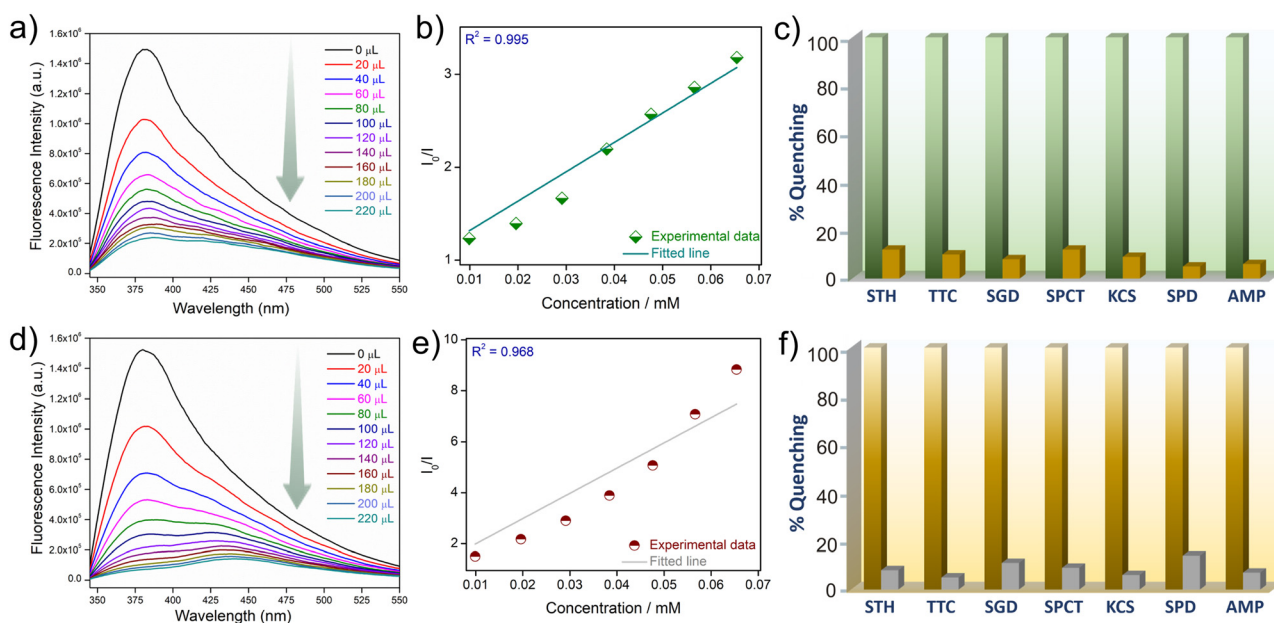 a)
Fluorescence Intensity (a.u.)
1.6x10⁶
1.4x10⁶
1.2x10⁶
1.0x10⁶
8.0x10⁵
6.0x10⁵
4.0x10⁵
2.0x10⁵
0.0
350 375 400 425 450 475 500 525 550
Wavelength (nm)
0 μL
20 μL
40 μL
60 μL
80 μL
100 μL
120 μL
140 μL
160 μL
180 μL
200 μL
220 μL
b)
R² = 0.995
I₀/I
3
2
1
0.01 0.02 0.03 0.04 0.05 0.06 0.07
Concentration / mM
Experimental data
Fitted line
c)
% Quenching
100
80
60
40
20
0
STH TTC SGD SPCT KCS SPD AMP
d)
Fluorescence Intensity (a.u.)
1.6x10⁶
1.4x10⁶
1.2x10⁶
1.0x10⁶
8.0x10⁵
6.0x10⁵
4.0x10⁵
2.0x10⁵
0.0
350 375 400 425 450 475 500 525 550
Wavelength (nm)
0 μL
20 μL
40 μL
60 μL
80 μL
100 μL
120 μL
140 μL
160 μL
180 μL
200 μL
220 μL
e)
R² = 0.968
I₀/I
10
8
6
4
2
0.01 0.02 0.03 0.04 0.05 0.06 0.07
Concentration / mM
Experimental data
Fitted line
f)
% Quenching
100
80
60
40
20
0
STH TTC SGD SPCT KCS SPD AMP